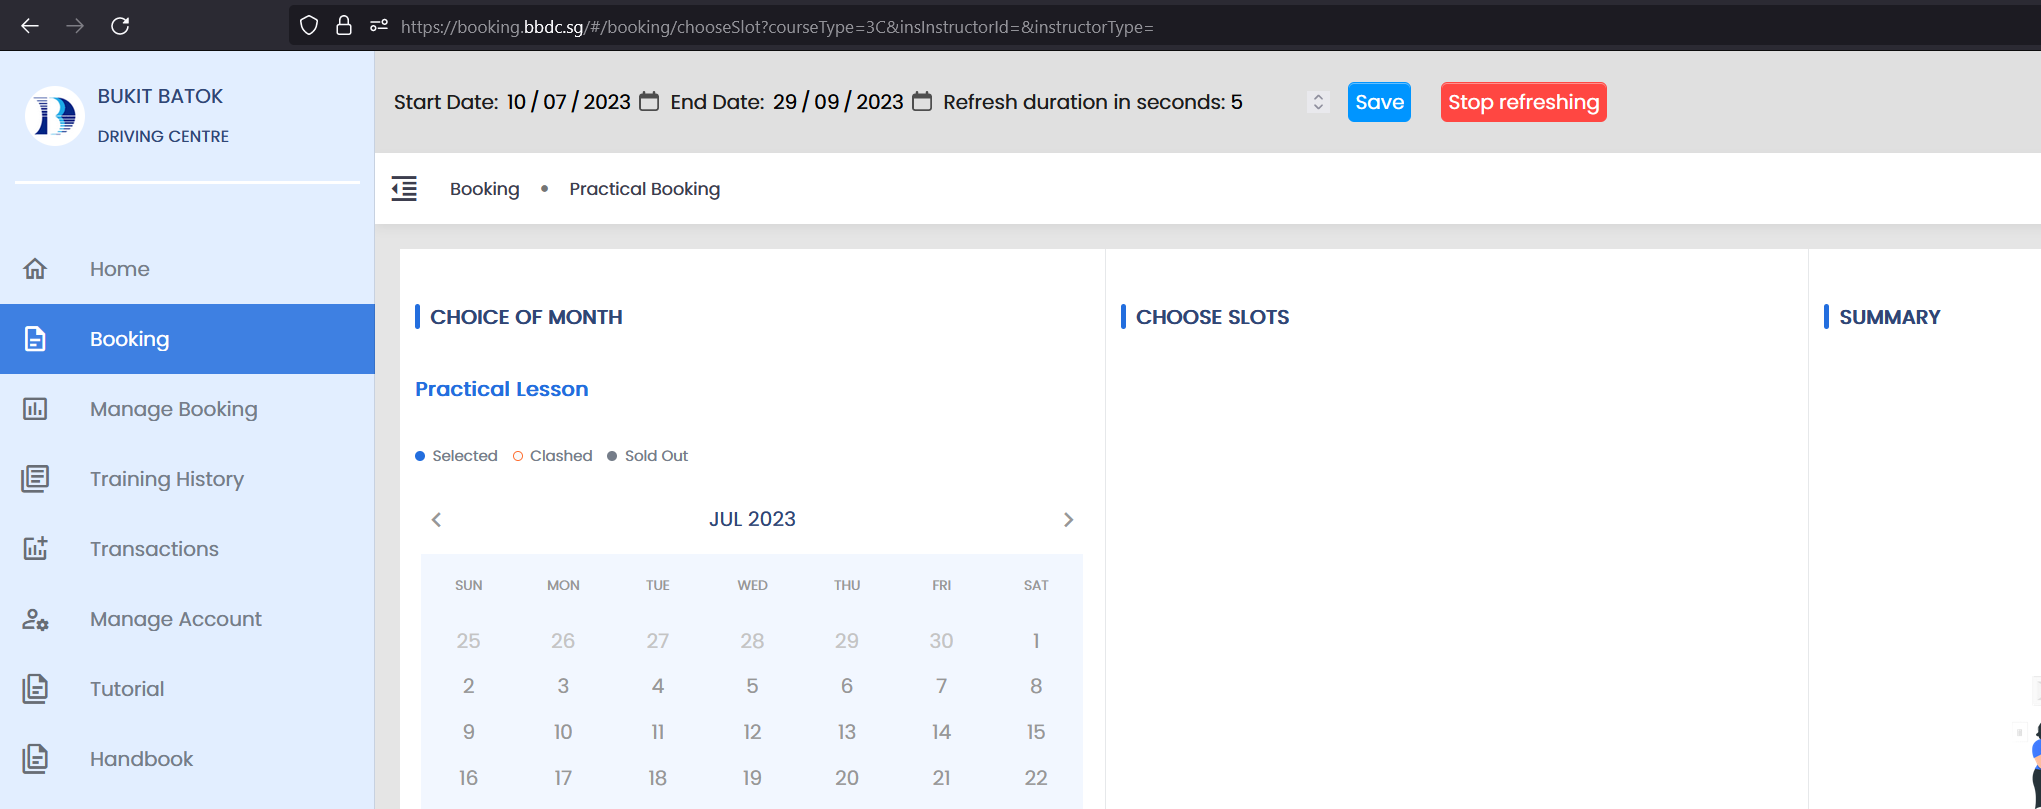 https://booking.bbdc.sg/#/booking/chooseSlot?courseType=3C&insInstructorId=&instructorType=
BUKIT BATOK
DRIVING CENTRE
Home
Booking
Manage Booking
Training History
Transactions
Manage Account
Tutorial
Handbook
Start Date: 10 / 07 / 2023 End Date: 29 / 09 / 2023 Refresh duration in seconds: 5 Save Stop refreshing
Booking • Practical Booking
CHOICE OF MONTH
Practical Lesson
Selected Clashed Sold Out
JUL 2023
SUN MON TUE WED THU FRI SAT
25 26 27 28 29 30 1
2 3 4 5 6 7 8
9 10 11 12 13 14 15
16 17 18 19 20 21 22
CHOOSE SLOTS
SUMMARY